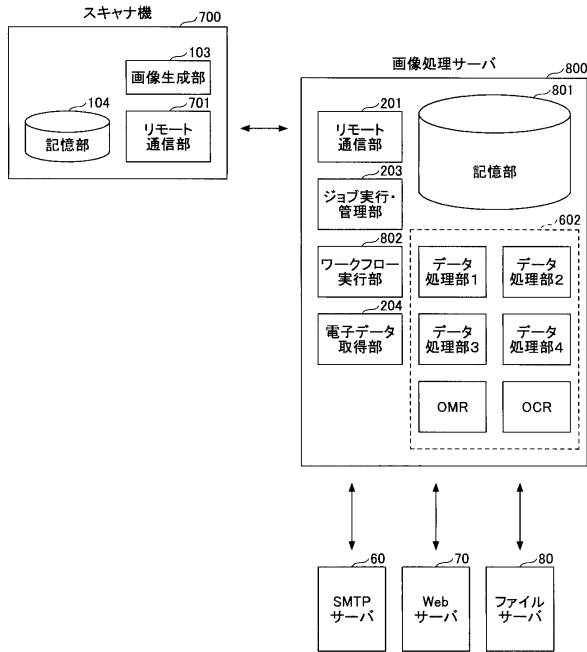 スキャナ機
700
103
画像生成部
104
記憶部
701
リモート
通信部
画像処理サーバ
800
801
記憶部
201
リモート
通信部
203
ジョブ実行・
管理部
802
ワークフロー
実行部
204
電子データ
取得部
602
データ
処理部1
データ
処理部2
データ
処理部3
データ
処理部4
OMR
OCR
60
SMTP
サーバ
70
Web
サーバ
80
ファイル
サーバ